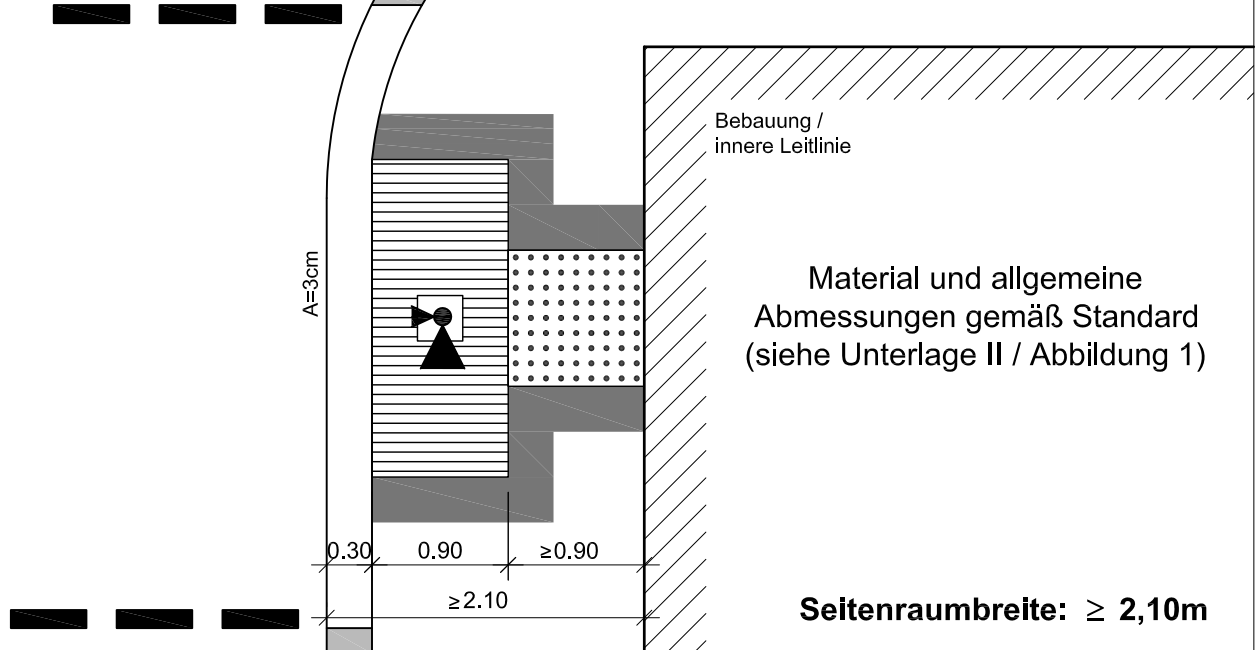 Bebauung /
innere Leitlinie
A=3cm
Material und allgemeine
Abmessungen gemäß Standard
(siehe Unterlage II / Abbildung 1)
0.30 0.90 ≥0.90
≥2.10
Seitenraumbreite: ≥ 2,10m